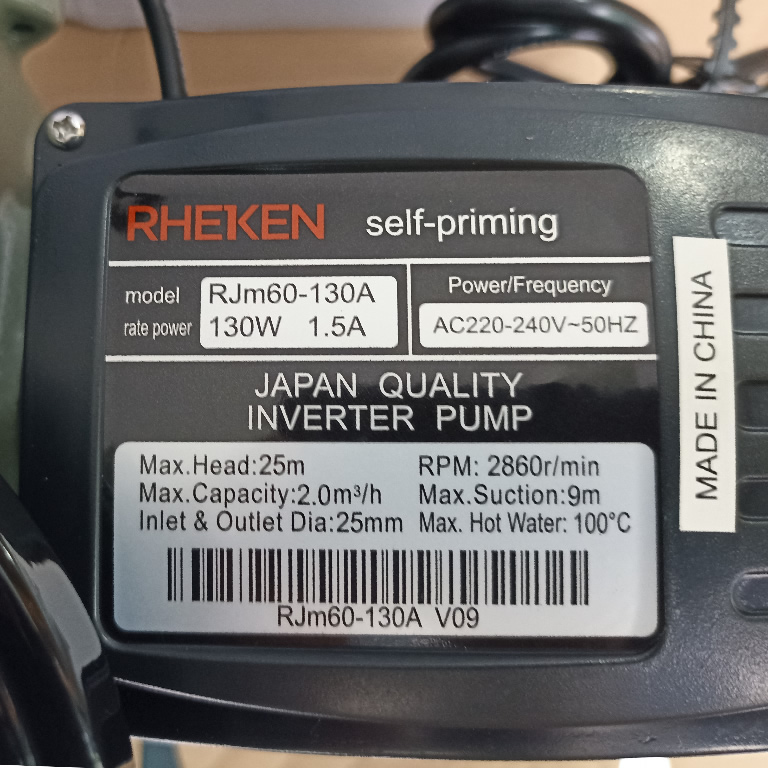 RHEKEN self-priming
model RJm60-130A
rate power 130W 1.5A
Power/Frequency
AC220-240V~50HZ
JAPAN QUALITY
INVERTER PUMP
Max.Head:25m RPM: 2860r/min
Max.Capacity:2.0m³/h Max.Suction:9m
Inlet & Outlet Dia:25mm Max. Hot Water: 100°C
RJm60-130A V09
MADE IN CHINA